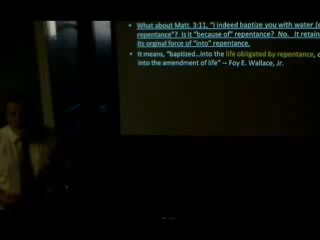 • What about Matt. 3:11, "I indeed baptize you with water (e
repentance"? Is it "because of" repentance? No. It retain
its orginal force of "into" repentance.
• It means, "baptized...into the life obligated by repentance,
into the amendment of life" -- Foy E. Wallace, Jr.